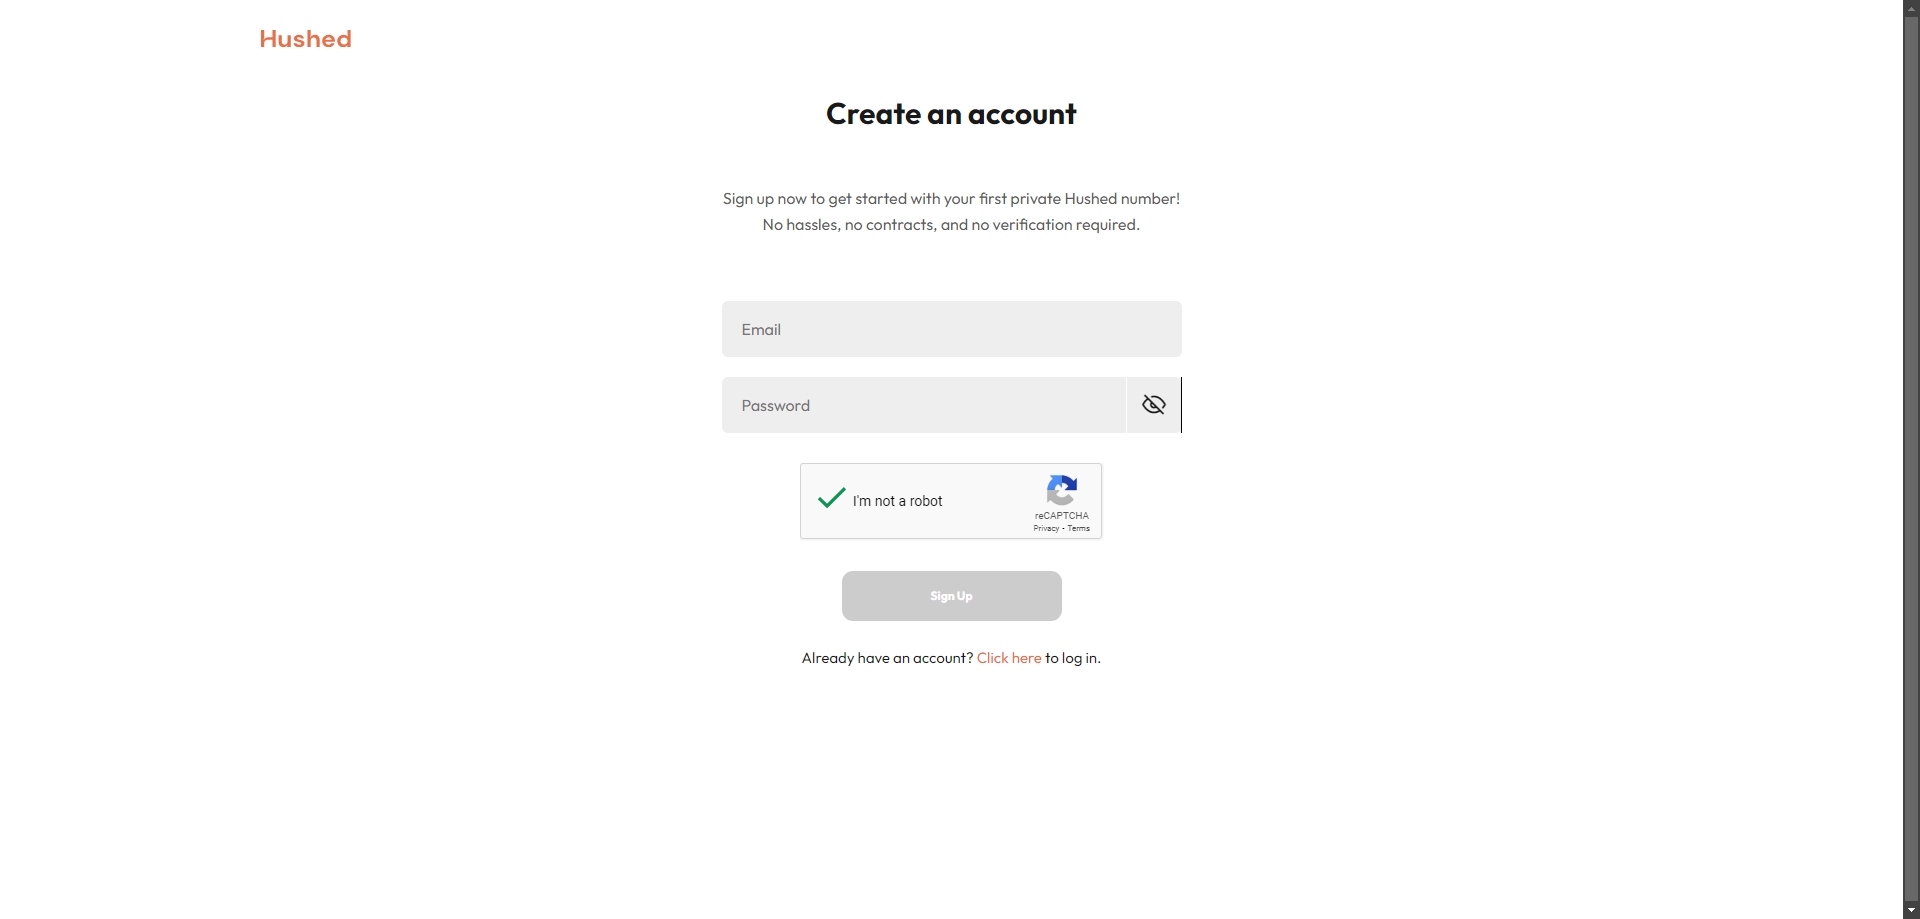 Hushed
Create an account
Sign up now to get started with your first private Hushed number!
No hassles, no contracts, and no verification required.
Email
Password
I'm not a robot
reCAPTCHA
Privacy - Terms
Sign Up
Already have an account? Click here to log in.